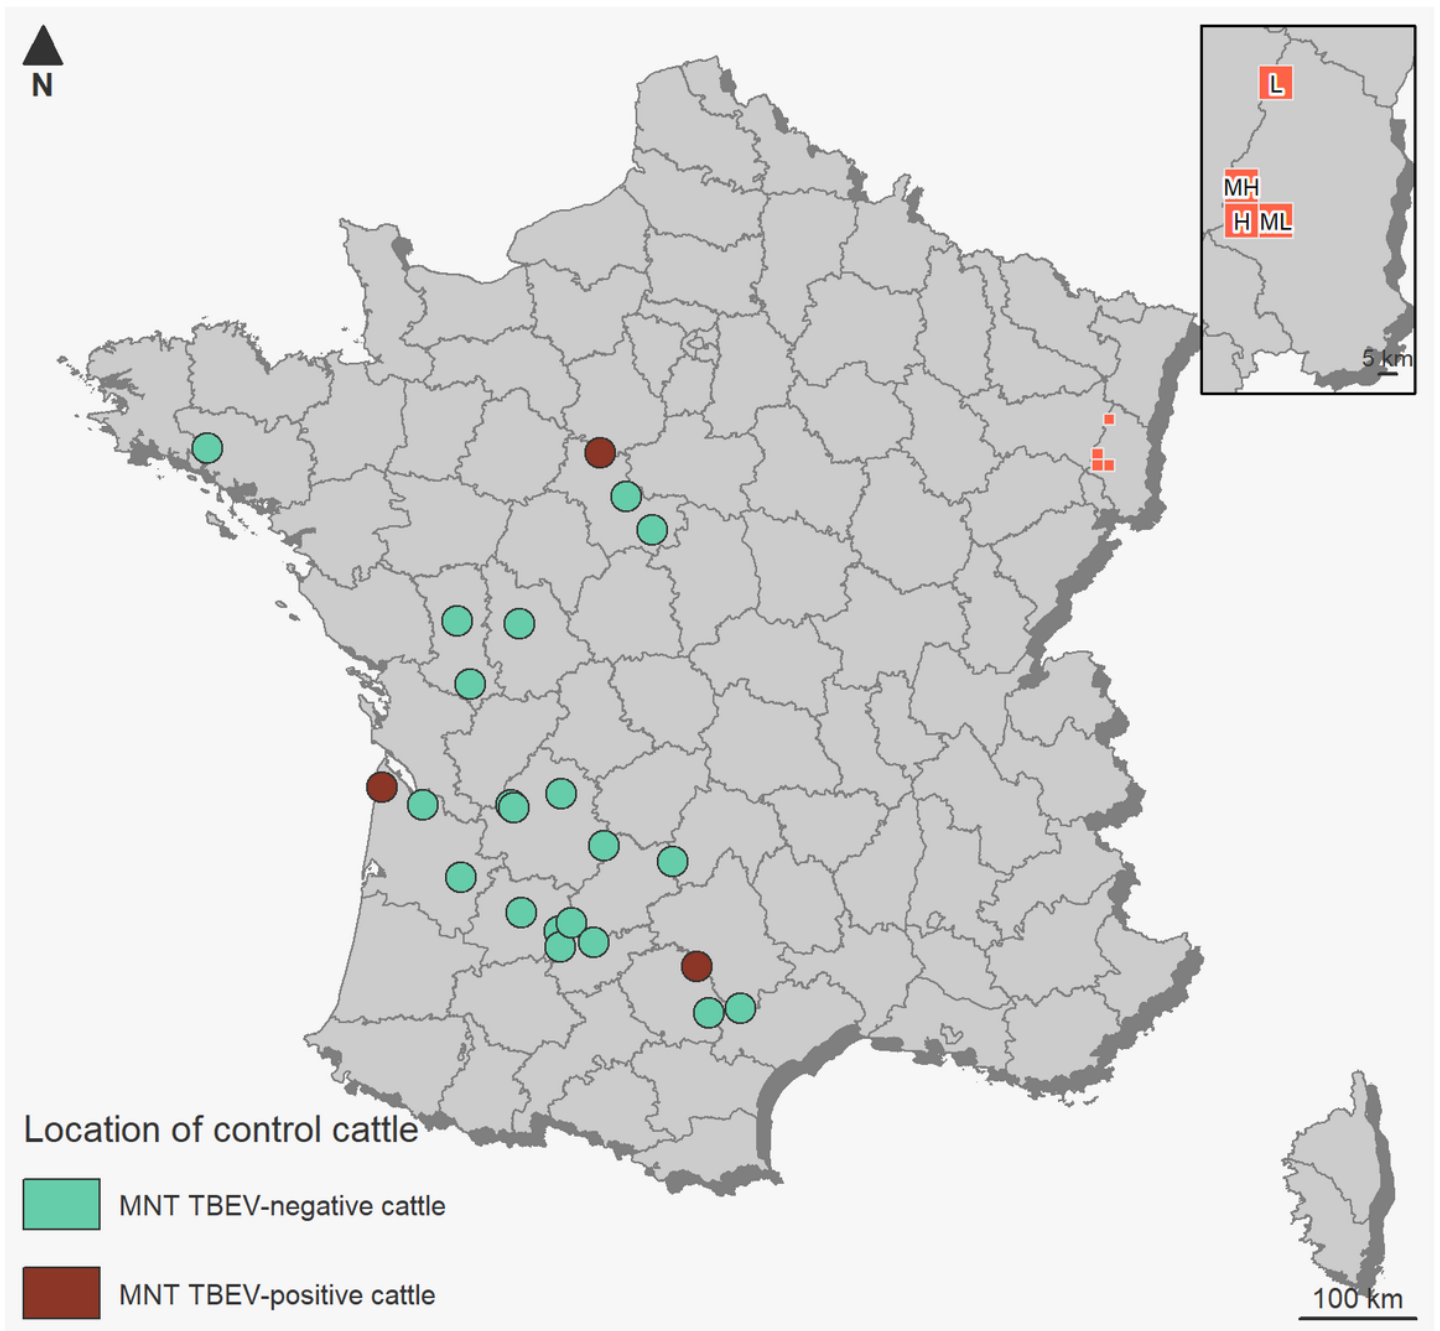 N
L
MH
H ML
5 km
Location of control cattle
MNT TBEV-negative cattle
MNT TBEV-positive cattle
100 km